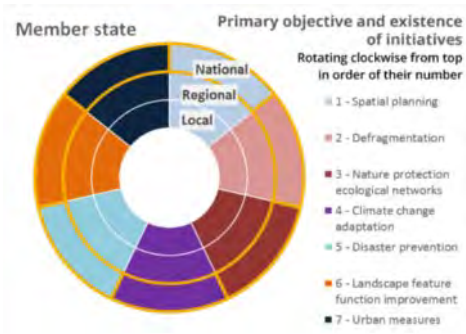 Member state
Primary objective and existence
of initiatives
Rotating clockwise from top
in order of their number
National
Regional
Local
1 - Spatial planning
2 - Defragmentation
3 - Nature protection
ecological networks
4 - Climate change
adaptation
5 - Disaster prevention
6 - Landscape feature
function improvement
7 - Urban measures